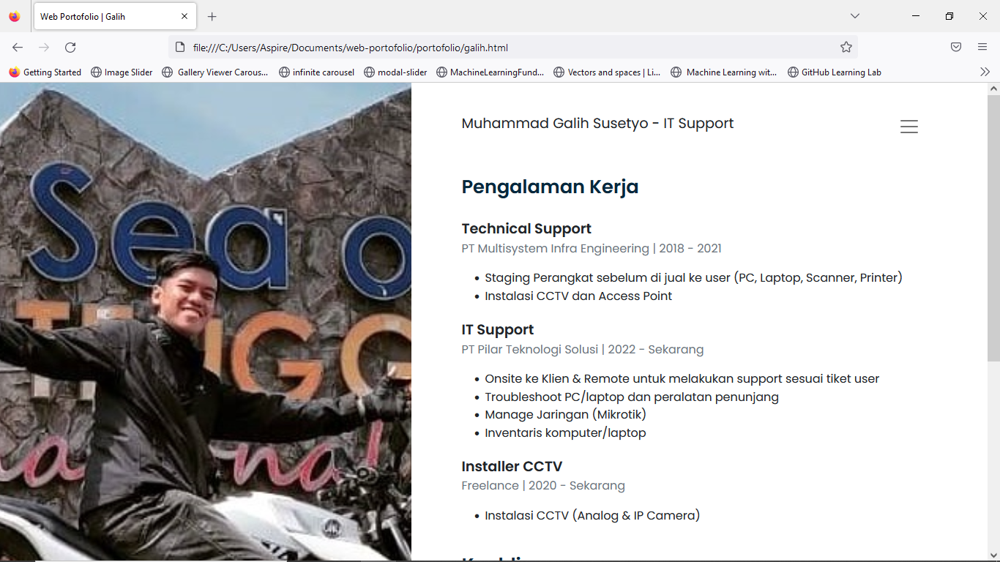 Web Portofolio | Galih
file:///C:/Users/Aspire/Documents/web-portofolio/portofolio/galih.html
Getting Started
Image Slider
Gallery Viewer Carous...
infinite carousel
modal-slider
MachineLearningFund...
Vectors and spaces | Li...
Machine Learning wit...
GitHub Learning Lab
Sea o
TENGG
na
nal
Muhammad Galih Susetyo - IT Support
Pengalaman Kerja
Technical Support
PT Multisystem Infra Engineering | 2018 - 2021
• Staging Perangkat sebelum di jual ke user (PC, Laptop, Scanner, Printer)
• Instalasi CCTV dan Access Point
IT Support
PT Pilar Teknologi Solusi | 2022 - Sekarang
• Onsite ke Klien & Remote untuk melakukan support sesuai tiket user
• Troubleshoot PC/laptop dan peralatan penunjang
• Manage Jaringan (Mikrotik)
• Inventaris komputer/laptop
Installer CCTV
Freelance | 2020 - Sekarang
• Instalasi CCTV (Analog & IP Camera)